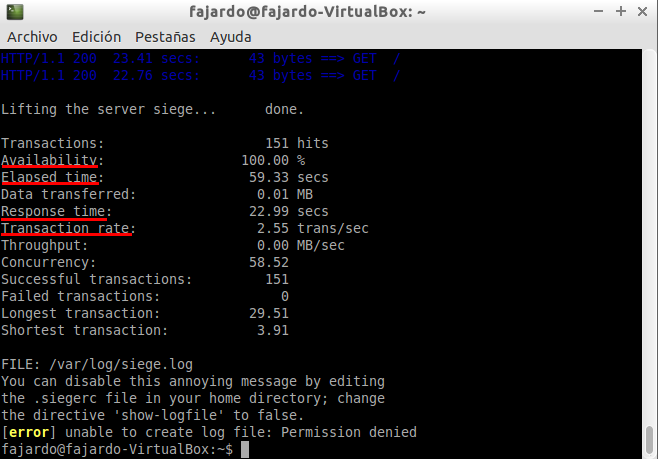 fajardo@fajardo-VirtualBox: ~
Archivo Edición Pestañas Ayuda
HTTP/1.1 200  23.41 secs:      43 bytes ==> GET  /
HTTP/1.1 200  22.76 secs:      43 bytes ==> GET  /
Lifting the server siege...      done.
Transactions:                    151 hits
Availability:                 100.00 %
Elapsed time:                  59.33 secs
Data transferred:               0.01 MB
Response time:                 22.99 secs
Transaction rate:               2.55 trans/sec
Throughput:                     0.00 MB/sec
Concurrency:                   58.52
Successful transactions:         151
Failed transactions:               0
Longest transaction:           29.51
Shortest transaction:           3.91
FILE: /var/log/siege.log
You can disable this annoying message by editing
the .siegerc file in your home directory; change
the directive 'show-logfile' to false.
[error] unable to create log file: Permission denied
fajardo@fajardo-VirtualBox:~$